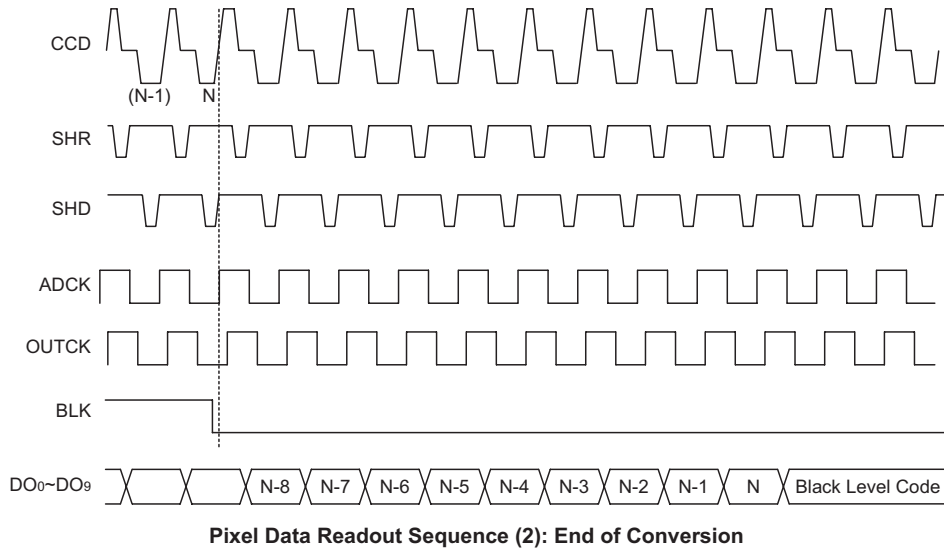 CCD
(N-1) N
SHR
SHD
ADCK
OUTCK
BLK
DO0~DO9 N-8 N-7 N-6 N-5 N-4 N-3 N-2 N-1 N Black Level Code
Pixel Data Readout Sequence (2): End of Conversion